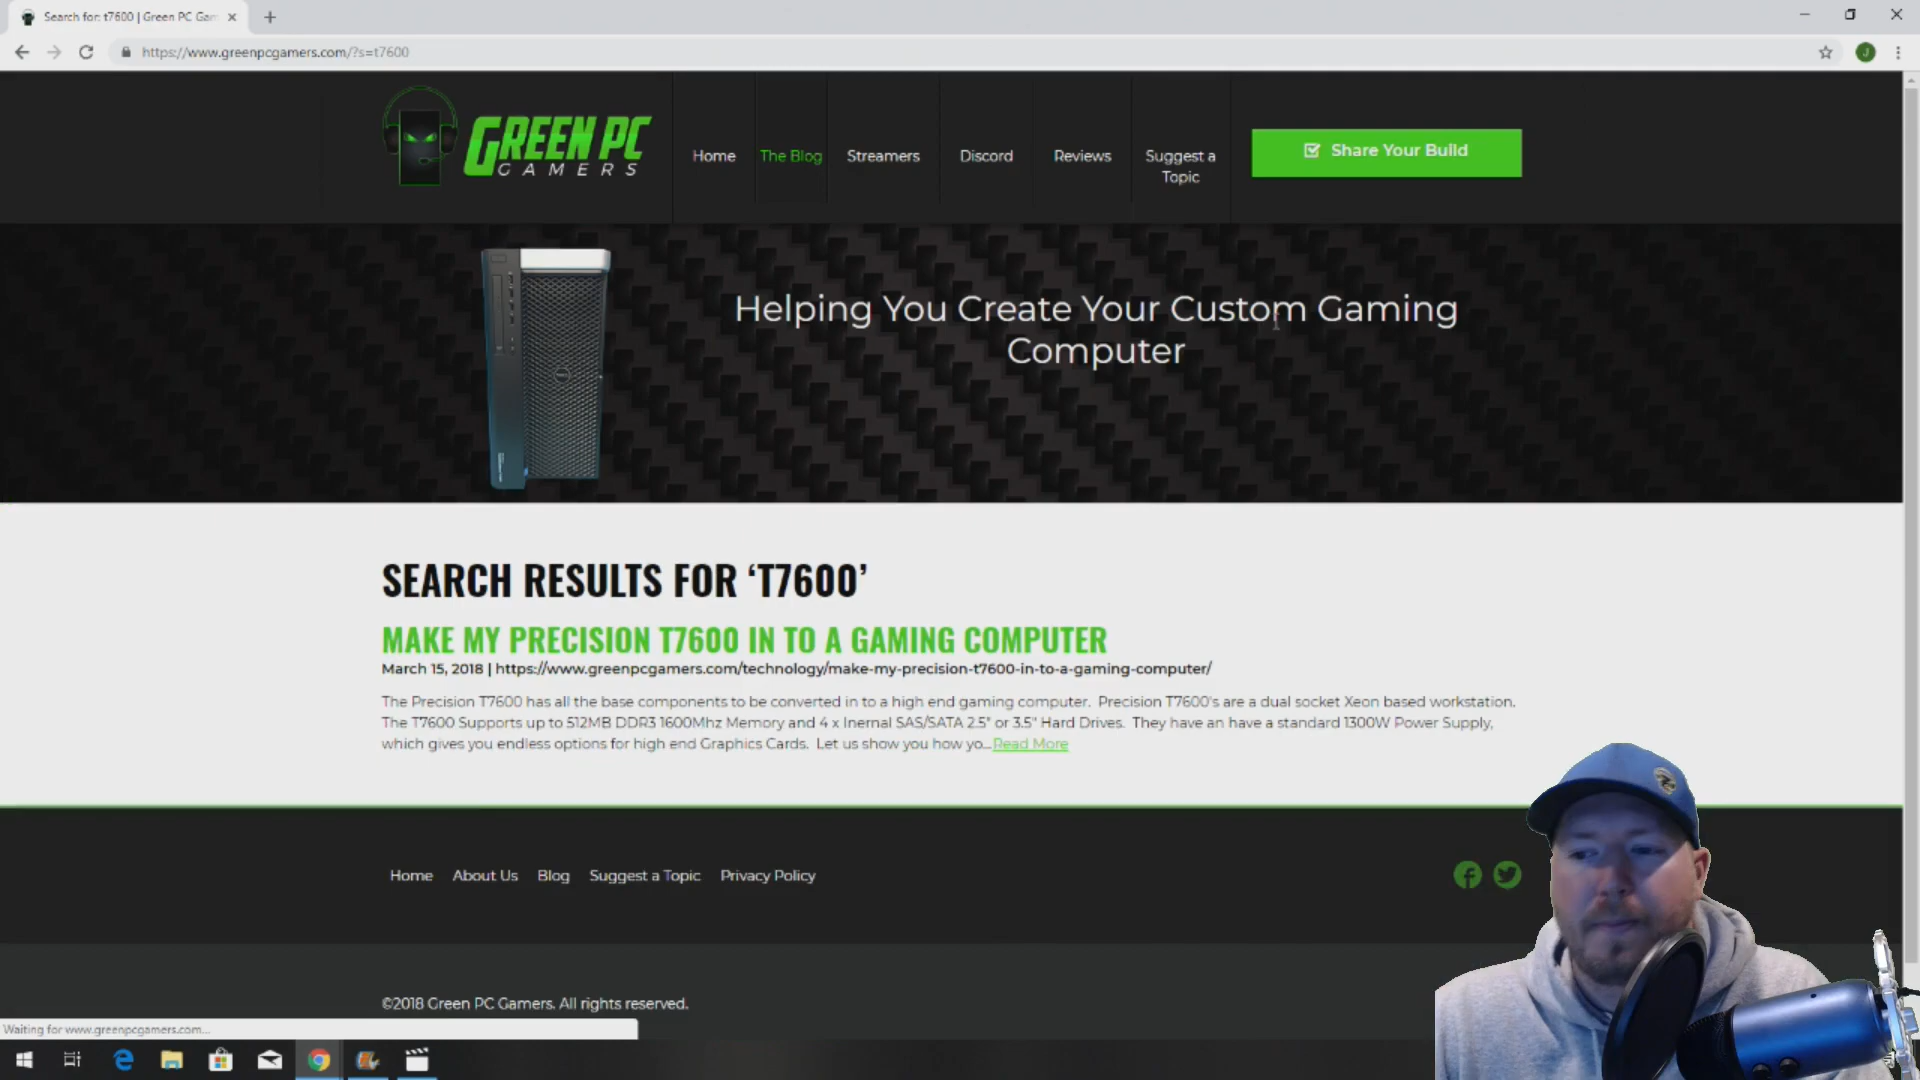 Search for: t7600 | Green PC Gam
https://www.greenpcgamers.com/?s=t7600
J
GREEN PC
GAMERS
Home
The Blog
Streamers
Discord
Reviews
Suggest a
Topic
Share Your Build
Helping You Create Your Custom Gaming
Computer
SEARCH RESULTS FOR ‘T7600’
MAKE MY PRECISION T7600 IN TO A GAMING COMPUTER
March 15, 2018 | https://www.greenpcgamers.com/technology/make-my-precision-t7600-in-to-a-gaming-computer/
The Precision T7600 has all the base components to be converted in to a high end gaming computer. Precision T7600's are a dual socket Xeon based workstation.
The T7600 Supports up to 512MB DDR3 1600Mhz Memory and 4 x Inernal SAS/SATA 2.5" or 3.5" Hard Drives. They have an have a standard 1300W Power Supply,
which gives you endless options for high end Graphics Cards. Let us show you how yo...Read More
Home About Us Blog Suggest a Topic Privacy Policy
©2018 Green PC Gamers. All rights reserved.
Waiting for www.greenpcgamers.com...